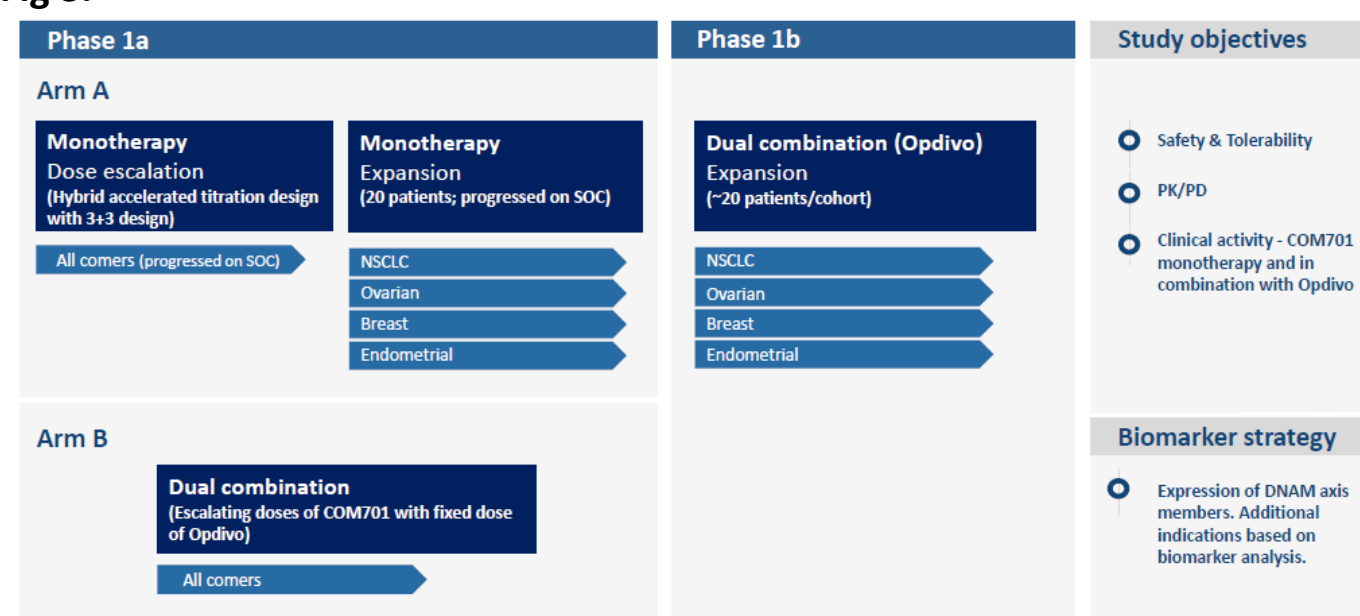 Phase 1a
Arm A
Monotherapy
Dose escalation
(Hybrid accelerated titration design
with 3+3 design)
All comers (progressed on SOC)
Monotherapy
Expansion
(20 patients; progressed on SOC)
NSCLC
Ovarian
Breast
Endometrial
Arm B
Dual combination
(Escalating doses of COM701 with fixed dose
of Opdivo)
All comers
Phase 1b
Dual combination (Opdivo)
Expansion
(~20 patients/cohort)
NSCLC
Ovarian
Breast
Endometrial
Study objectives
Safety & Tolerability
PK/PD
Clinical activity - COM701
monotherapy and in
combination with Opdivo
Biomarker strategy
Expression of DNAM axis
members. Additional
indications based on
biomarker analysis.